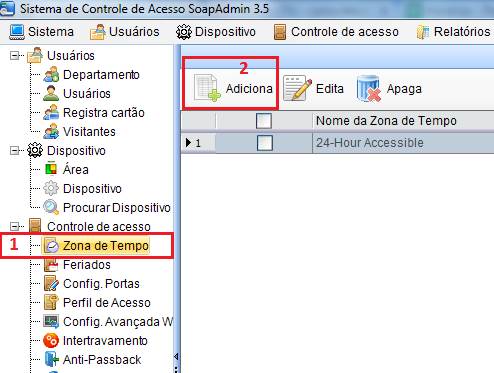 Sistema de Controle de Acesso SoapAdmin 3.5
Sistema Usuários Dispositivo Controle de acesso Relatórios
Usuários
Departamento
Usuários
Registra cartão
Visitantes
Dispositivo
Área
Dispositivo
Procurar Dispositivo
Controle de acesso
1 Zona de Tempo
Feriados
Config. Portas
Perfil de Acesso
Config. Avançada W
Intertravamento
Anti-Passback
2
Adiciona Edita Apaga
Nome da Zona de Tempo
1 24-Hour Accessible